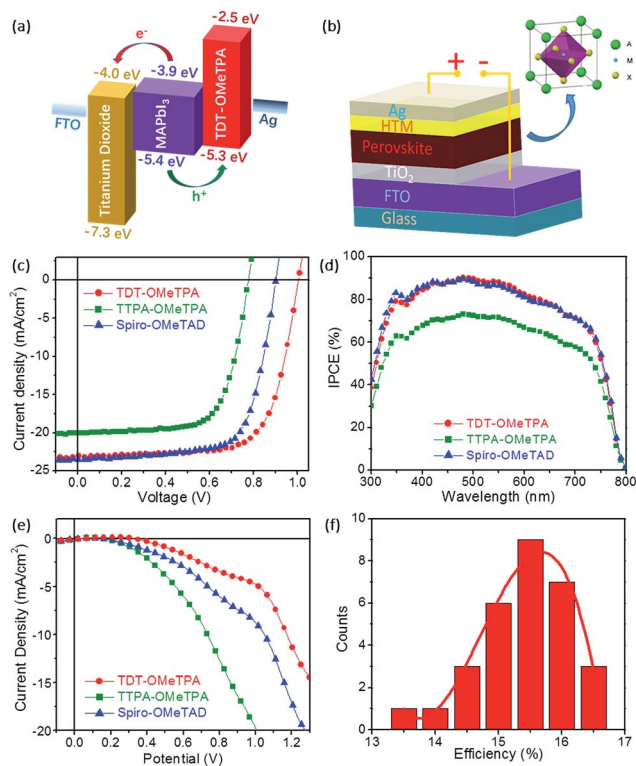 (a)
-2.5 eV
e-
-4.0 eV
-3.9 eV
FTO
Titanium Dioxide
MAPbI3
TDT-OMeTPA
Ag
-5.4 eV
-5.3 eV
h+
-7.3 eV
(b)
A
M
X
+ -
Ag
HTM
Perovskite
TiO2
FTO
Glass
(c)
Current density (mA/cm2)
0
-5
-10
-15
-20
-25
TDT-OMeTPA
TTPA-OMeTPA
Spiro-OMeTAD
0.0 0.2 0.4 0.6 0.8 1.0
Voltage (V)
(d)
IPCE (%)
100
80
60
40
20
0
TDT-OMeTPA
TTPA-OMeTPA
Spiro-OMeTAD
300 400 500 600 700 800
Wavelength (nm)
(e)
Current Density (mA/cm2)
0
-5
-10
-15
-20
TDT-OMeTPA
TTPA-OMeTPA
Spiro-OMeTAD
0.0 0.2 0.4 0.6 0.8 1.0 1.2
Potential (V)
(f)
Counts
10
8
6
4
2
0
13 14 15 16 17
Efficiency (%)